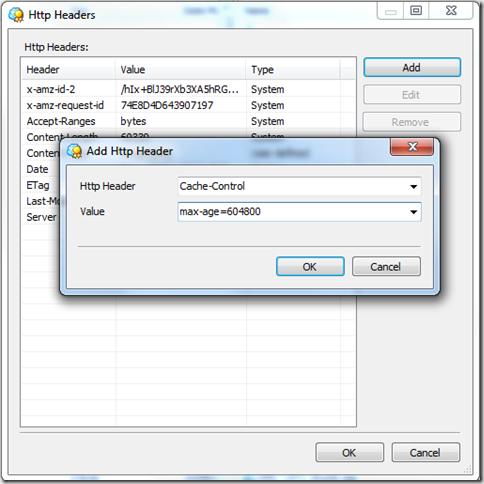 Http Headers
Http Headers:
Header Value Type
x-amz-id-2 /hIx+BlJ39rXb3XA5hRG... System
x-amz-request-id 74E8D4D643907197 System
Accept-Ranges bytes System
Content-Length 60330 System
Conten
Date
ETag
Last-Mo
Server
Add
Edit
Remove
Add Http Header
Http Header Cache-Control
Value max-age=604800
OK Cancel
OK Cancel